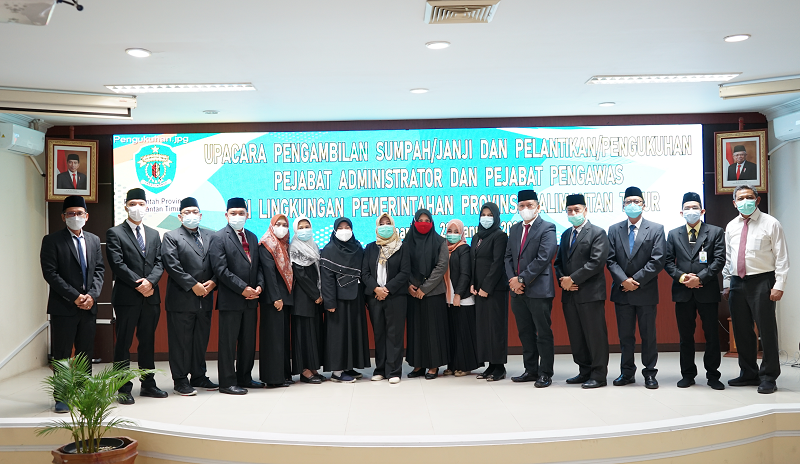 Pengukuhan.jpg
UPACARA PENGAMBILAN SUMPAH/JANJI DAN PELANTIKAN/PENGUKUHAN
PEJABAT ADMINISTRATOR DAN PEJABAT PENGAWAS
LINGKUNGAN PEMERINTAHAN PROVINSI KALIMANTAN TIMUR